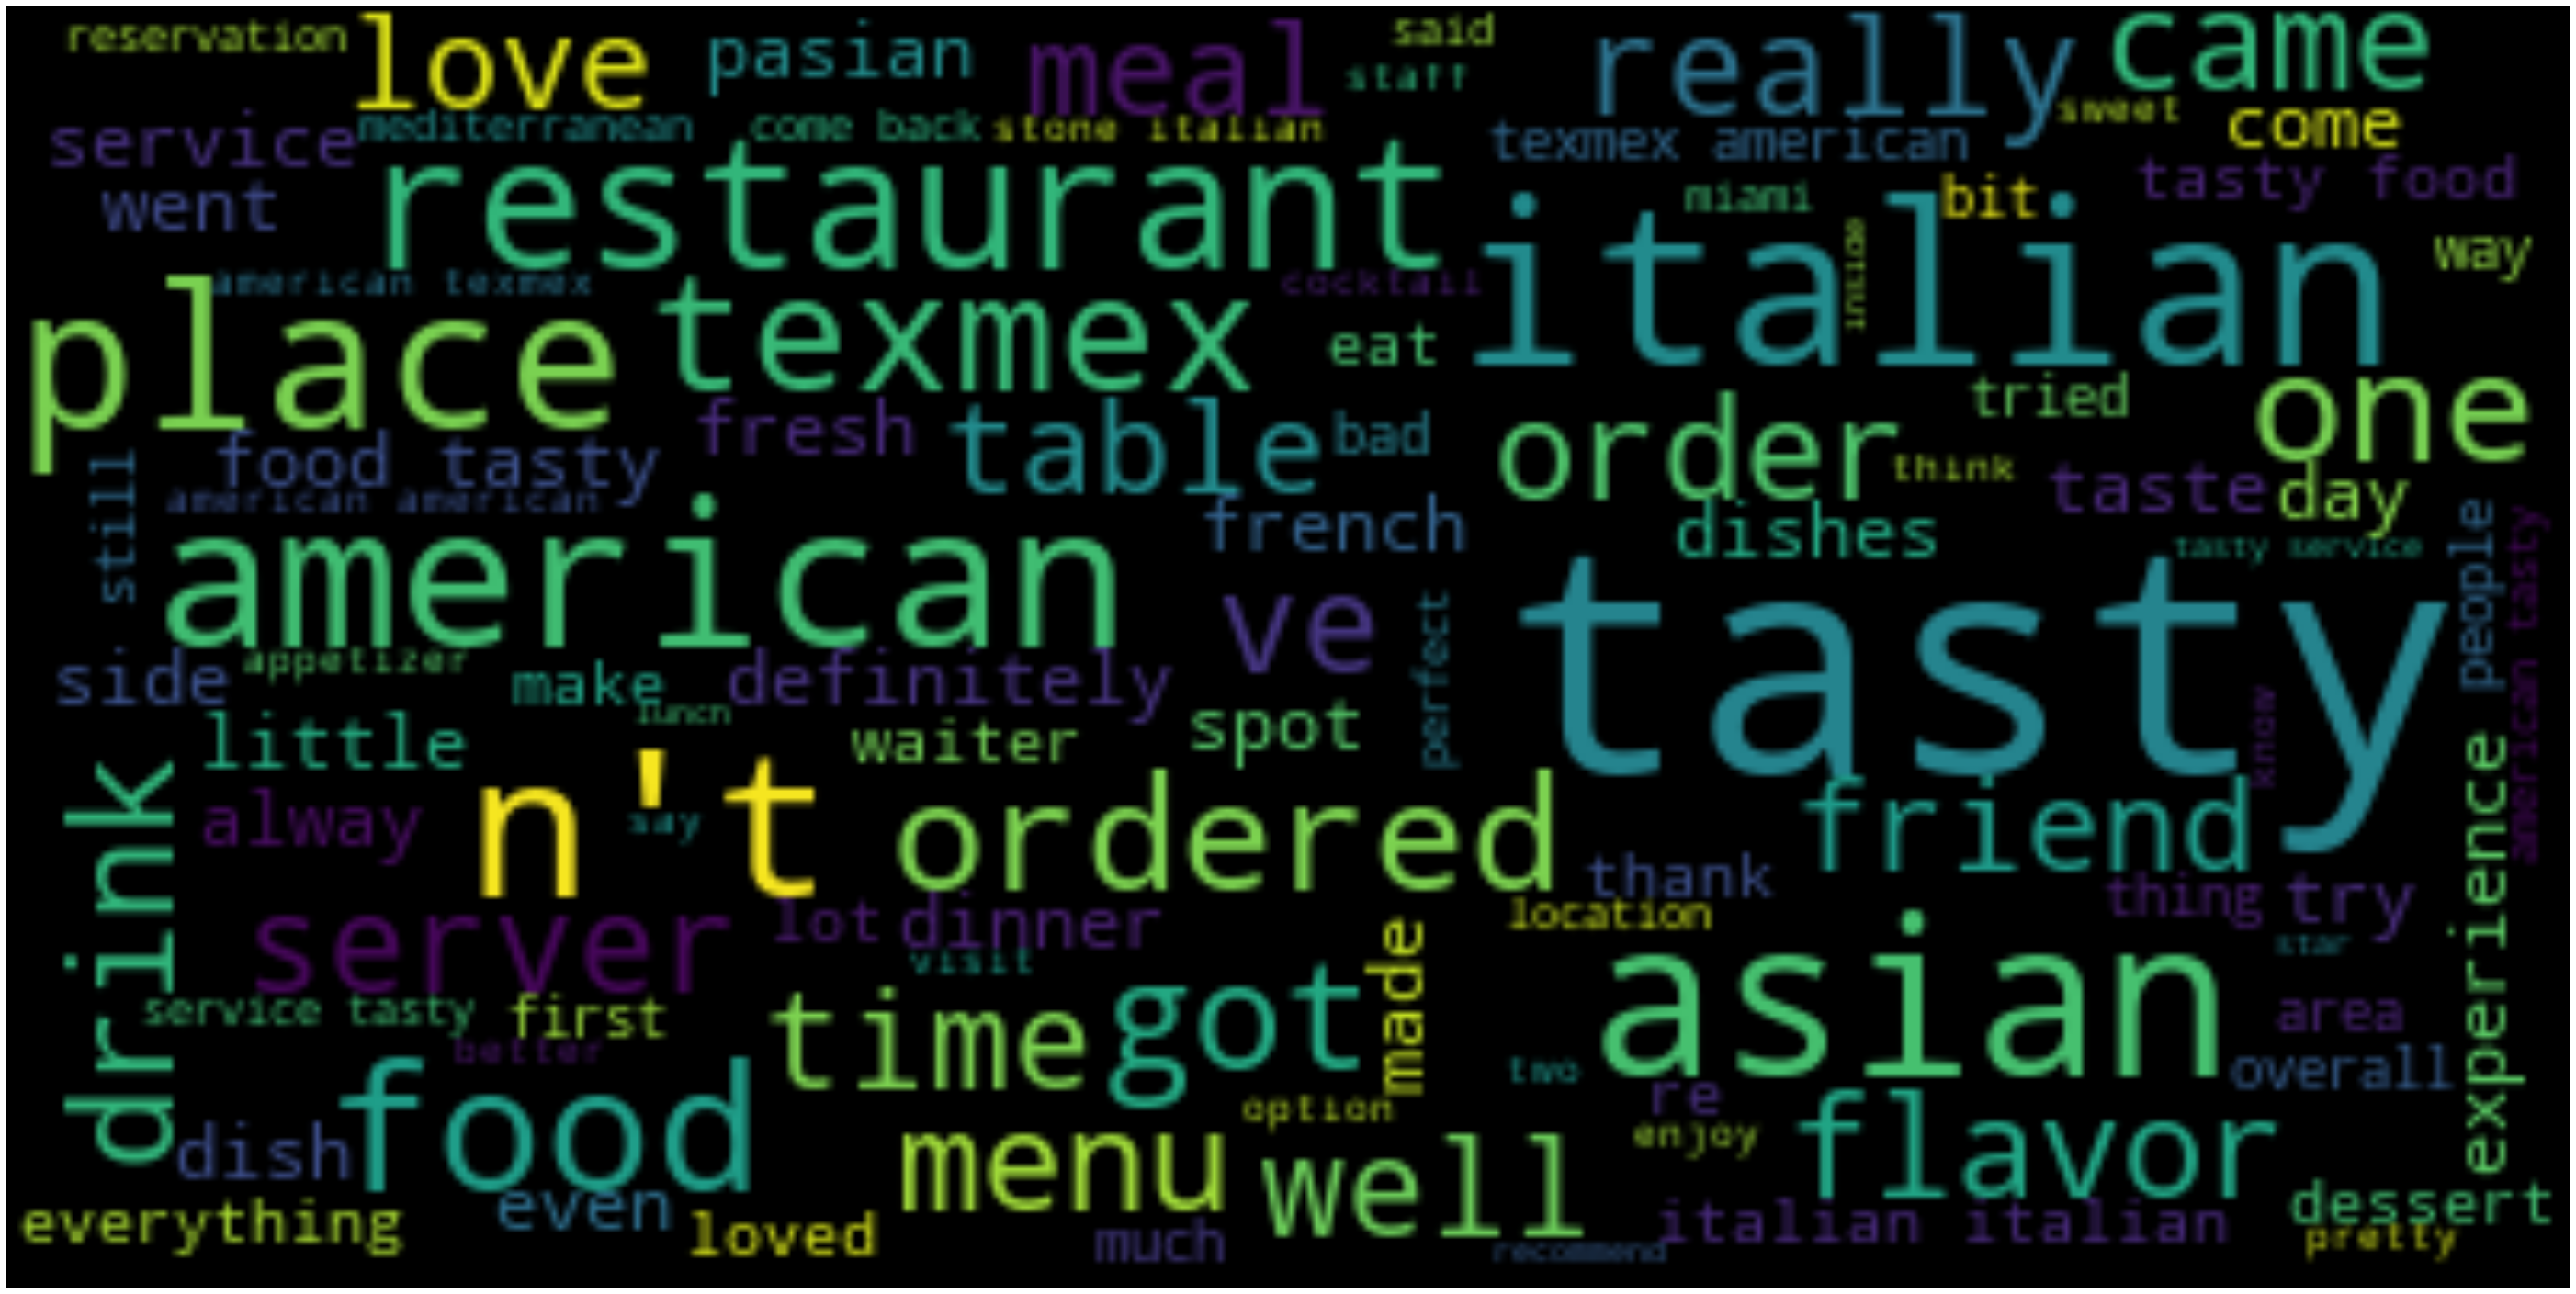 reservation
love
pasian
meal
said
staff
really
came
sweet
come
service
mediterranean
come back
stone italian
texmex american
tasty food
went
restaurant
miami
bit
italian
inside
way
american texmex
cocktail
place
texmex
eat
tried
one
fresh
table
bad
order
think
food tasty
taste
day
still
american american
french
dishes
tasty service
people
american tasty
american
ve
perfect
tasty
side
appetizer
make
definitely
lunch
spot
know
little
waiter
drink
n't
say
alway
ordered
friend
experience
thank
server
lot
dinner
location
thing
try
visit
made
asian
star
service tasty
first
time
got
area
better
two
overall
food
re
option
dish
menu
well
enjoy
flavor
everything
even
loved
much
recommend
italian italian
dessert
pretty